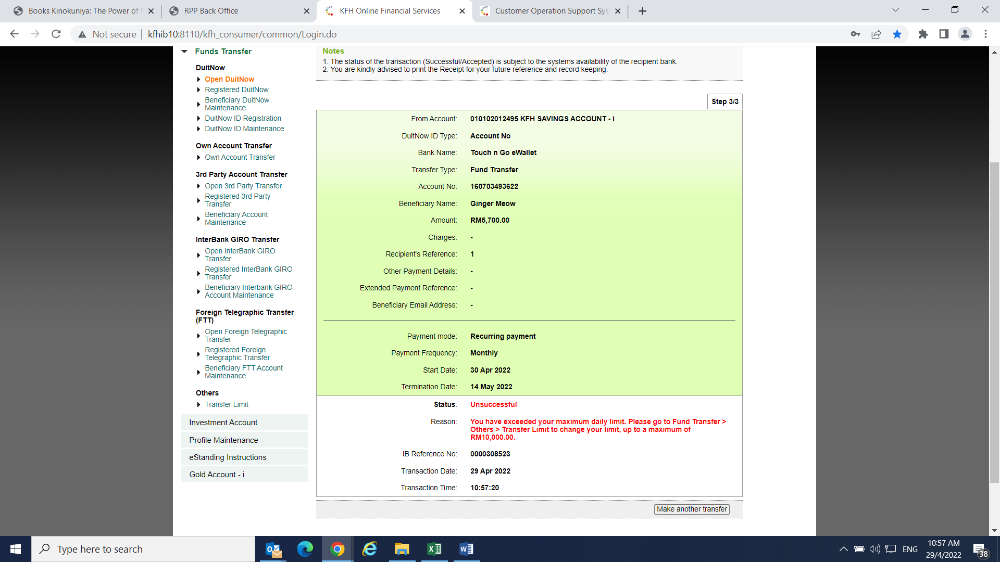 Books Kinokuniya: The Power of
RPP Back Office
KFH Online Financial Services
Customer Operation Support Sys
Not secure
kfhib10:8110/kfh_consumer/common/Login.do
Funds Transfer
DuitNow
Open DuitNow
Registered DuitNow
Beneficiary DuitNow
Maintenance
DuitNow ID Registration
DuitNow ID Maintenance
Own Account Transfer
Own Account Transfer
3rd Party Account Transfer
Open 3rd Party Transfer
Registered 3rd Party
Transfer
Beneficiary Account
Maintenance
InterBank GIRO Transfer
Open InterBank GIRO
Transfer
Registered InterBank GIRO
Transfer
Beneficiary Interbank GIRO
Account Maintenance
Foreign Telegraphic Transfer
(FTT)
Open Foreign Telegraphic
Transfer
Registered Foreign
Telegraphic Transfer
Beneficiary FTT Account
Maintenance
Others
Transfer Limit
Investment Account
Profile Maintenance
eStanding Instructions
Gold Account - i
Notes
1. The status of the transaction (Successful/Accepted) is subject to the systems availability of the recipient bank.
2. You are kindly advised to print the Receipt for your future reference and record keeping.
Step 3/3
From Account: 010102012495 KFH SAVINGS ACCOUNT - i
DuitNow ID Type: Account No
Bank Name: Touch n Go eWallet
Transfer Type: Fund Transfer
Account No: 160703493622
Beneficiary Name: Ginger Meow
Amount: RM5,700.00
Charges: -
Recipient's Reference: 1
Other Payment Details: -
Extended Payment Reference: -
Beneficiary Email Address: -
Payment mode: Recurring payment
Payment Frequency: Monthly
Start Date: 30 Apr 2022
Termination Date: 14 May 2022
Status: Unsuccessful
Reason: You have exceeded your maximum daily limit. Please go to Fund Transfer >
Others > Transfer Limit to change your limit, up to a maximum of
RM10,000.00.
IB Reference No: 0000308523
Transaction Date: 29 Apr 2022
Transaction Time: 10:57:20
Make another transfer
Type here to search
ENG
10:57 AM
29/4/2022
38